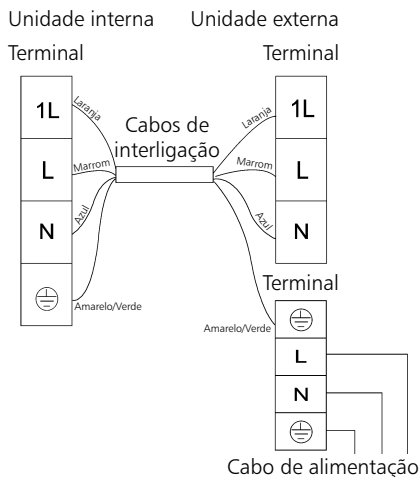 Unidade interna
Unidade externa
Terminal
Terminal
1L
Laranja
Cabos de
interligação
Laranja
1L
L
Marrom
Marrom
L
N
Azul
Azul
N
Amarelo/Verde
Terminal
Amarelo/Verde
L
N
Cabo de alimentação